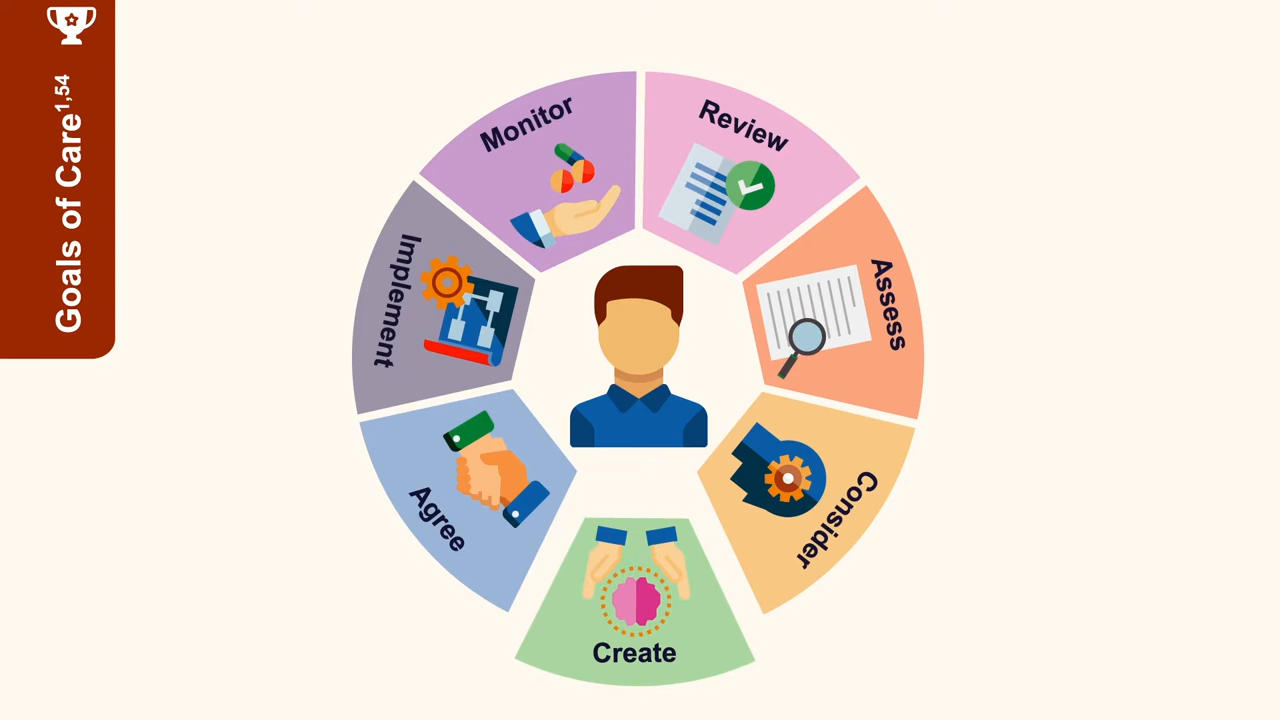 Goals of Care1,54
Review
Assess
Consider
Create
Agree
Implement
Monitor